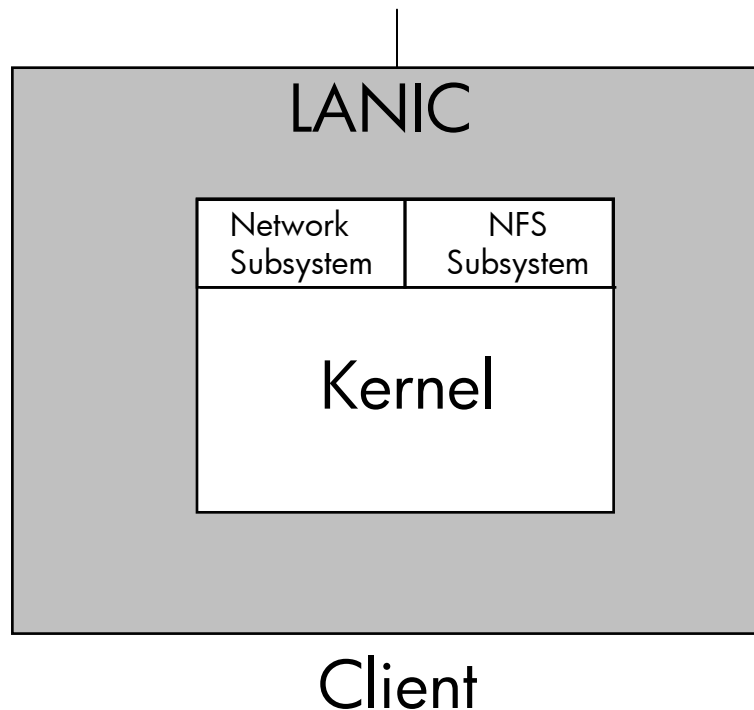 LANIC
Network
Subsystem
NFS
Subsystem
Kernel
Client